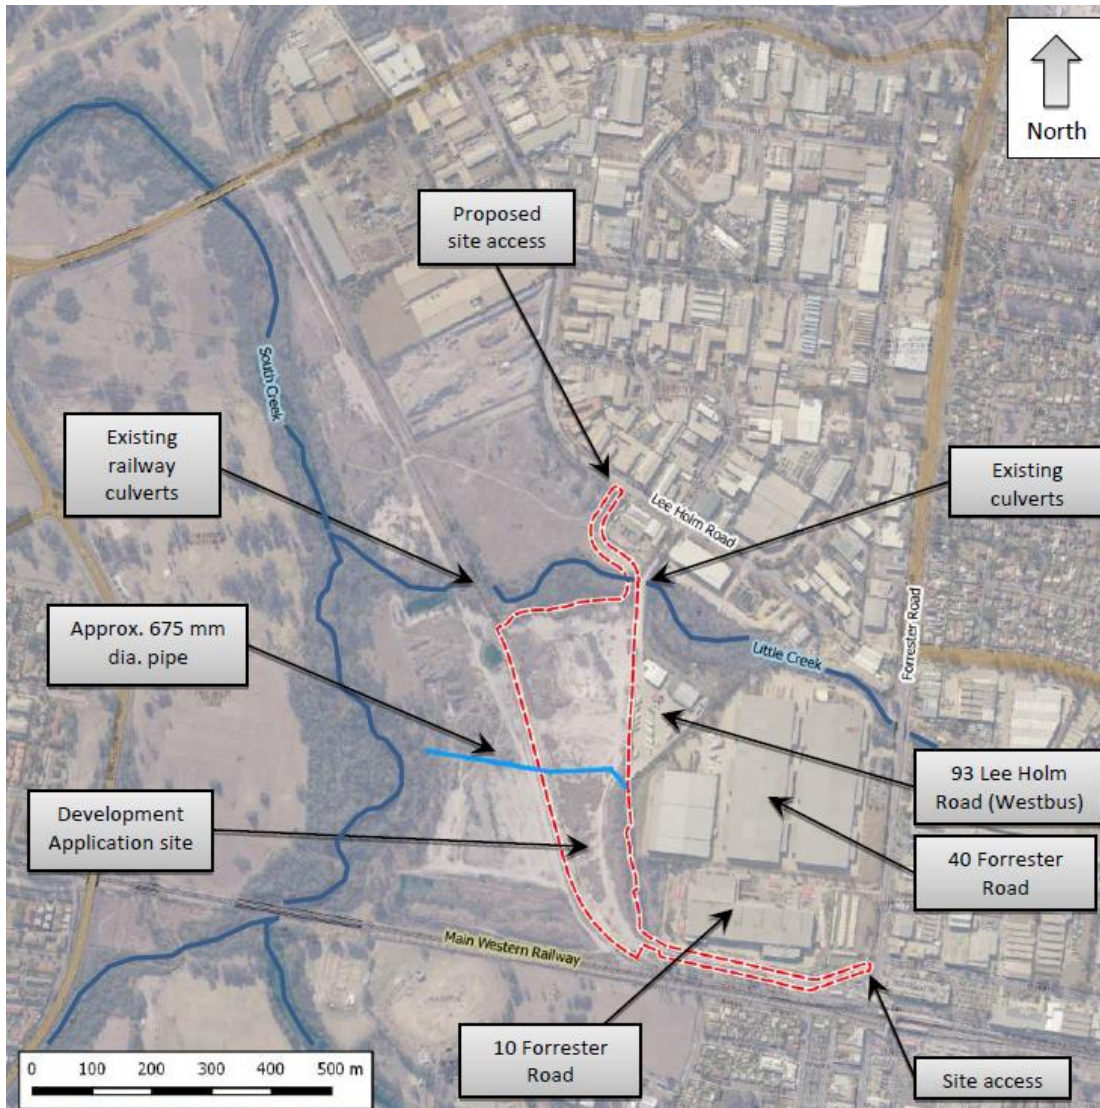 North
Proposed
site access
South Creek
Existing
railway
culverts
Existing
culverts
Lee Holm Road
Forrester Road
Approx. 675 mm
dia. pipe
Little Creek
93 Lee Holm
Road (Westbus)
Development
Application site
40 Forrester
Road
Main Western Railway
10 Forrester
Road
Site access
0 100 200 300 400 500 m